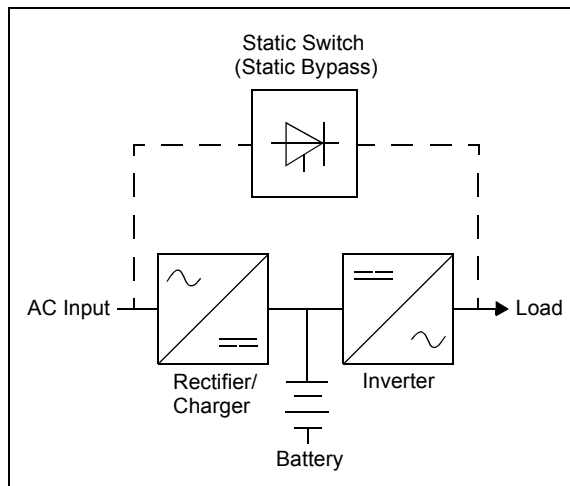 Static Switch
(Static Bypass)
AC Input
Load
Rectifier/
Charger
Inverter
Battery